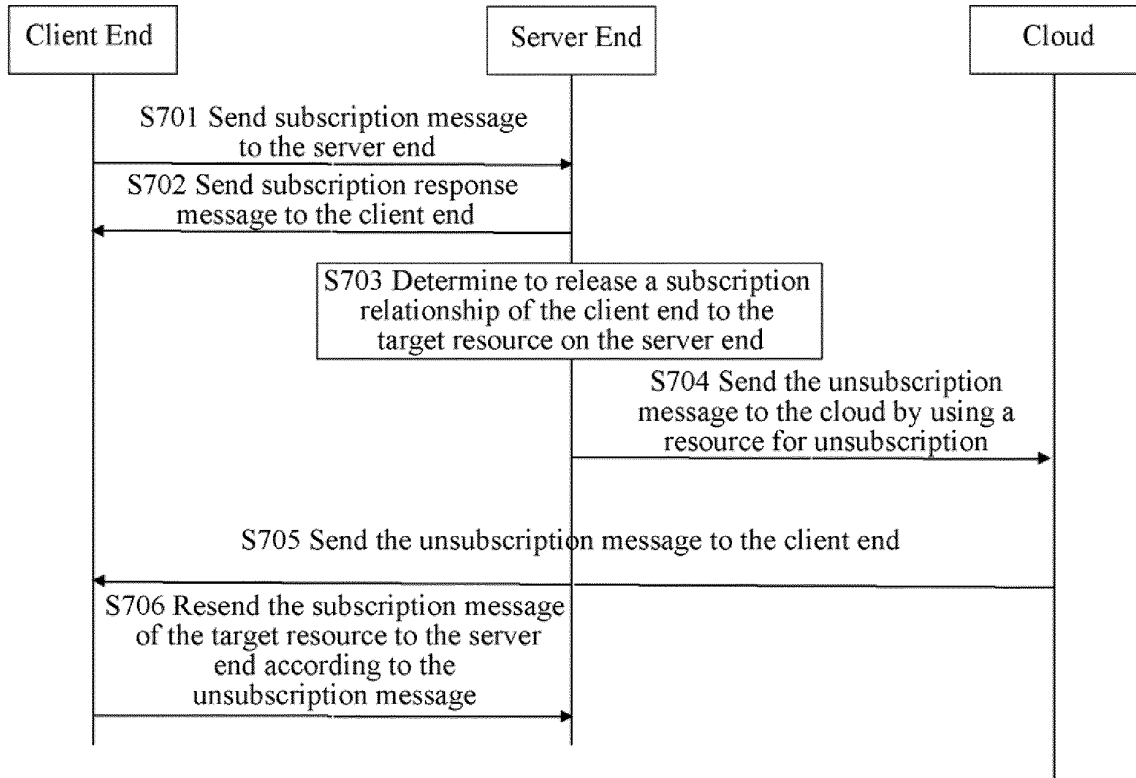 Client End
Server End
Cloud
S701 Send subscription message
to the server end
S702 Send subscription response
message to the client end
S703 Determine to release a subscription
relationship of the client end to the
target resource on the server end
S704 Send the unsubscription
message to the cloud by using a
resource for unsubscription
S705 Send the unsubscription message to the client end
S706 Resend the subscription message
of the target resource to the server
end according to the
unsubscription message